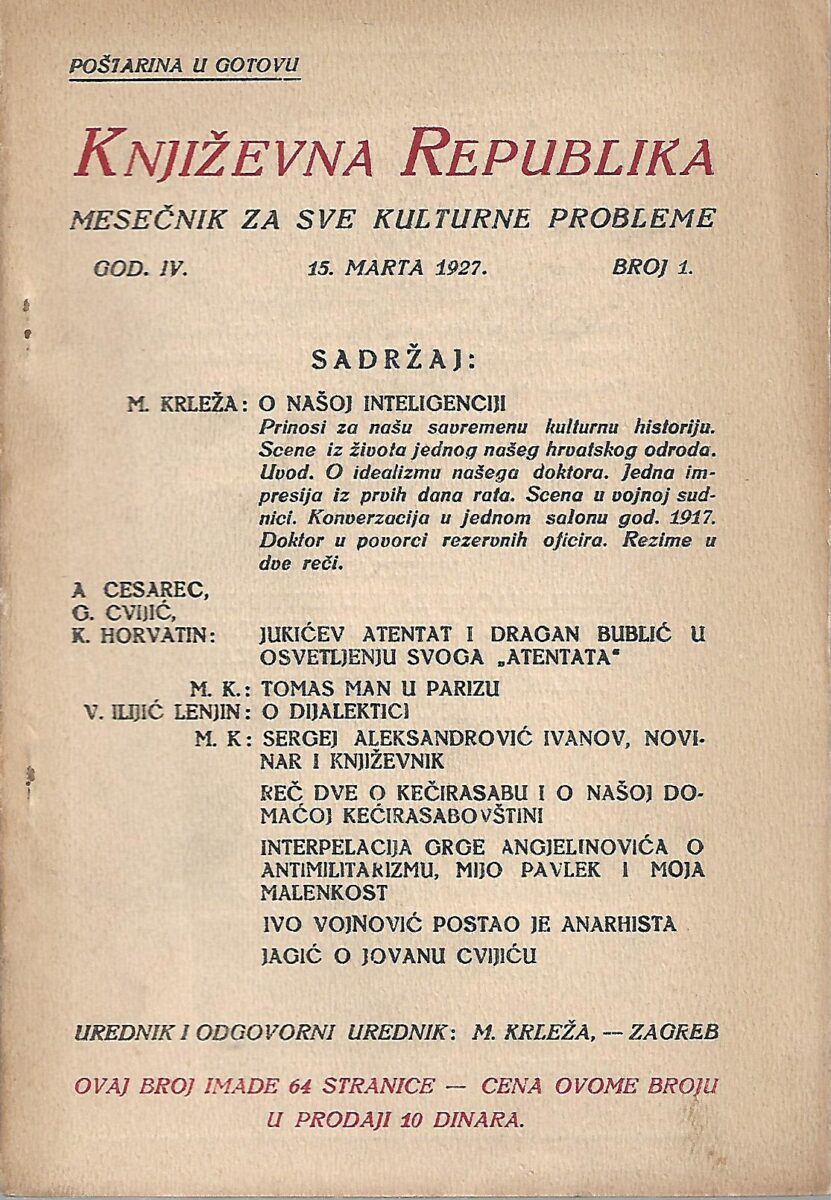 POŠTARINA U GOTOVU
KNJIŽEVNA REPUBLIKA
MESEČNIK ZA SVE KULTURNE PROBLEME
GOD. IV. 15. MARTA 1927. BROJ 1.
SADRŽAJ:
M. KRLEŽA: O NAŠOJ INTELIGENCIJI
Prinosi za našu savremenu kulturnu historiju.
Scene iz života jednog našeg hrvatskog odroda.
Uvod. O idealizmu našega doktora. Jedna im-
presija iz prvih dana rata. Scena u vojnoj sud-
nici. Konverzacija u jednom salonu god. 1917.
Doktor u povorci rezervnih oficira. Rezime u
dve reči.
A CESAREC,
G. CVIJIĆ,
K. HORVATIN: JUKIĆEV ATENTAT I DRAGAN BUBLIĆ U
OSVETLJENJU SVOGA „ATENTATA“
M. K.: TOMAS MAN U PARIZU
V. ILIJIĆ LENJIN: O DIJALEKTICI
M. K: SERGEJ ALEKSANDROVIĆ IVANOV, NOVI-
NAR I KNJIŽEVNIK
REČ DVE O KEČIRASABU I O NAŠOJ DO-
MAĆOJ KEĆIRASABOVŠTINI
INTERPELACIJA GRGE ANGJELINOVIĆA O
ANTIMILITARIZMU, MIJO PAVLEK I MOJA
MALENKOST
IVO VOJNOVIĆ POSTAO JE ANARHISTA
JAGIĆ O JOVANU CVIJIĆU
UREDNIK I ODGOVORNI UREDNIK: M. KRLEŽA, — ZAGREB
OVAJ BROJ IMADE 64 STRANICE — CENA OVOME BROJU
U PRODAJI 10 DINARA.